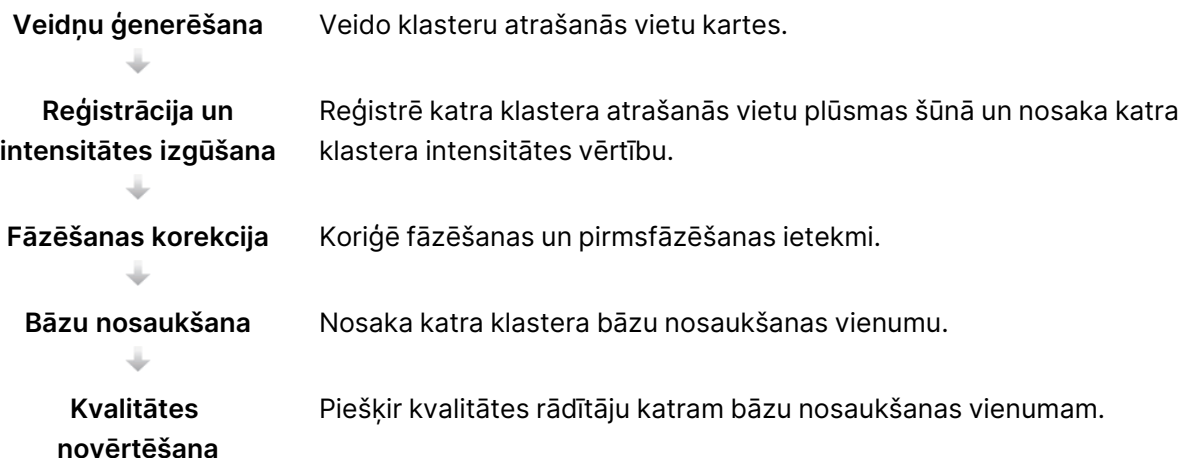 Veidņu ģenerēšana
Veido klasteru atrašanās vietu kartes.
Reģistrācija un
intensitātes izgūšana
Reģistrē katra klastera atrašanās vietu plūsmas šūnā un nosaka katra
klastera intensitātes vērtību.
Fāzēšanas korekcija
Koriģē fāzēšanas un pirmsfāzēšanas ietekmi.
Bāzu nosaukšana
Nosaka katra klastera bāzu nosaukšanas vienumu.
Kvalitātes
novērtēšana
Piešķir kvalitātes rādītāju katram bāzu nosaukšanas vienumam.